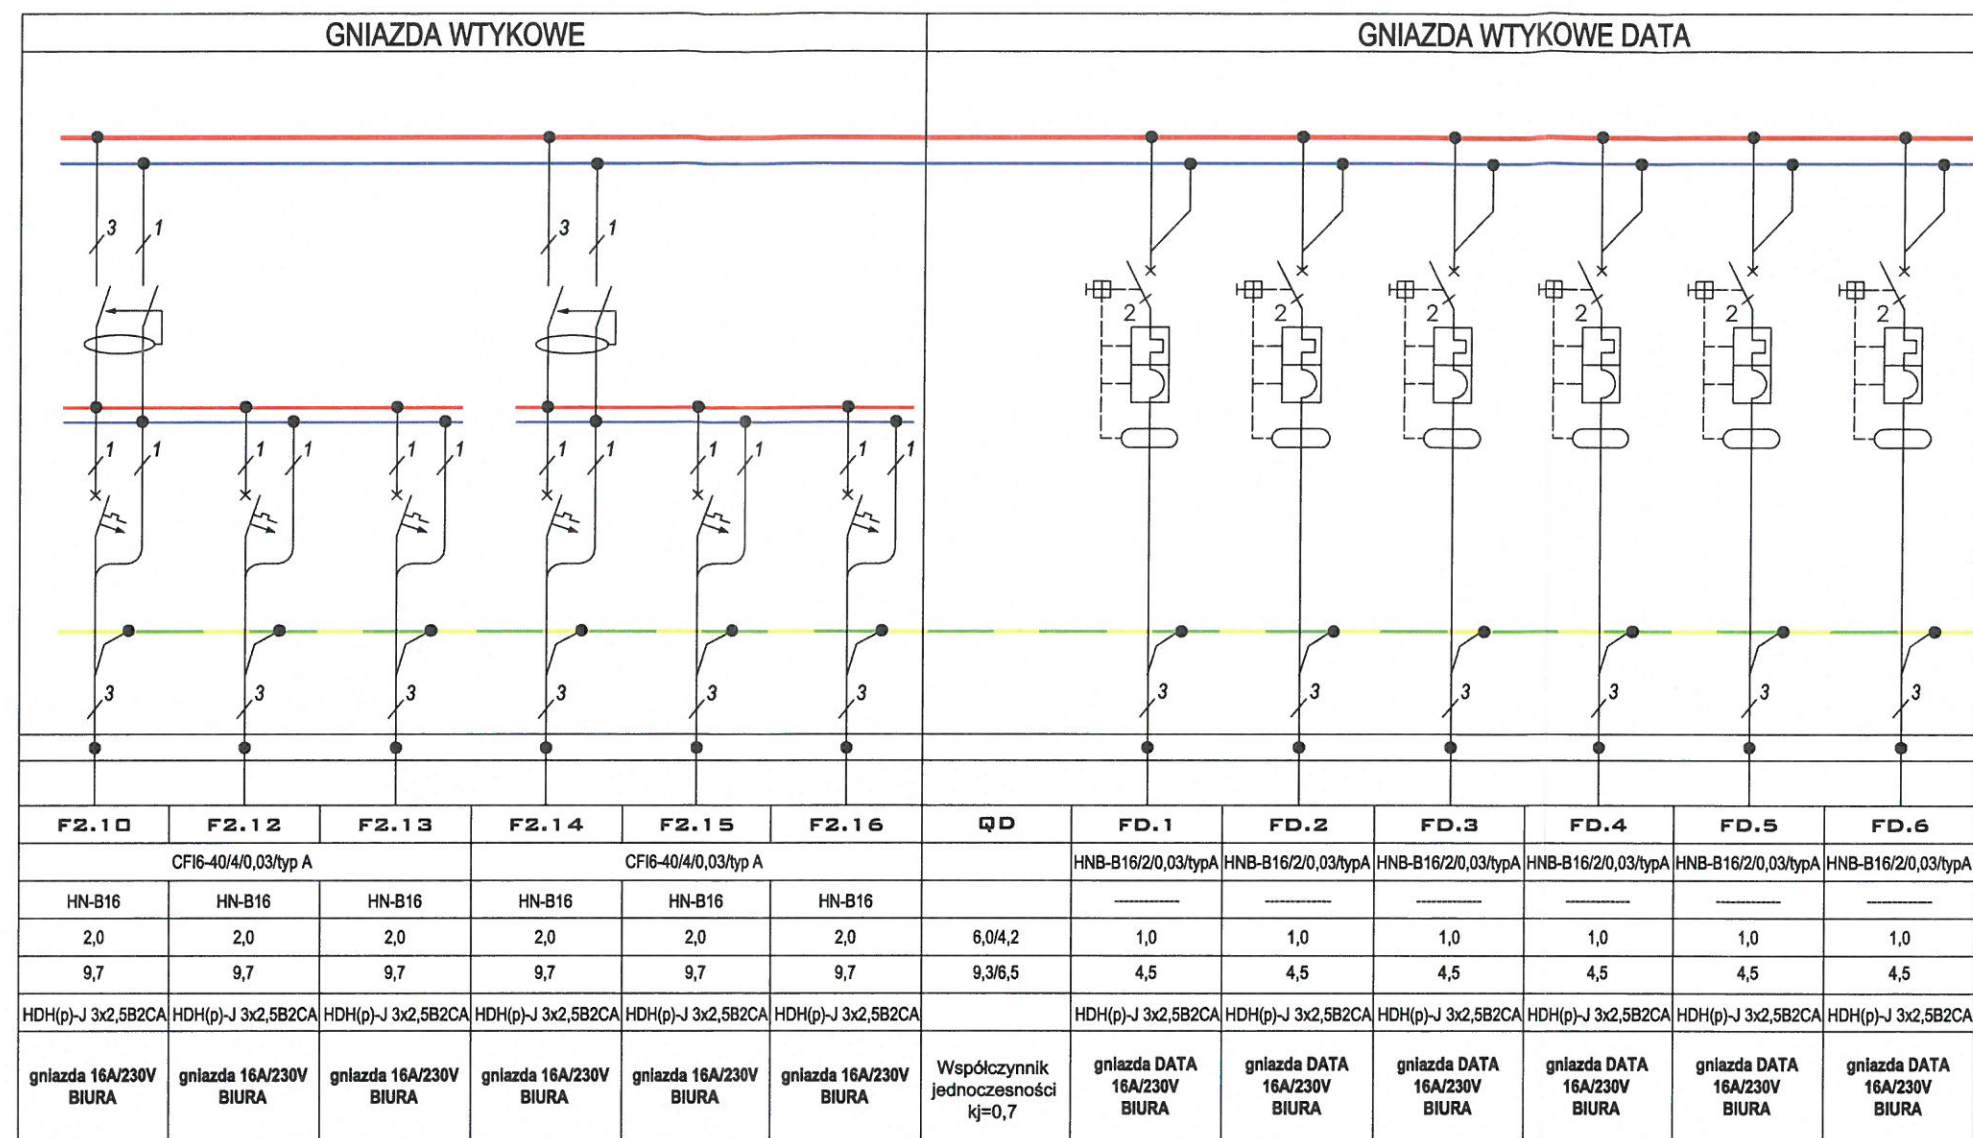 GNIAZDA WTYKOWE GNIAZDA WTYKOWE DATA
3 1 3 1
2 2 2 2 2 2
1 1 1 1 1 1 1 1 1 1 1 1
3 3 3 3 3 3 3 3 3 3 3 3
F2.10 F2.12 F2.13 F2.14 F2.15 F2.16 QD FD.1 FD.2 FD.3 FD.4 FD.5 FD.6
CFI6-40/4/0,03/typ A CFI6-40/4/0,03/typ A HNB-B16/2/0,03/typA HNB-B16/2/0,03/typA HNB-B16/2/0,03/typA HNB-B16/2/0,03/typA HNB-B16/2/0,03/typA HNB-B16/2/0,03/typA
HN-B16 HN-B16 HN-B16 HN-B16 HN-B16 HN-B16 ------------ ------------ ------------ ------------ ------------ ------------
2,0 2,0 2,0 2,0 2,0 2,0 6,0/4,2 1,0 1,0 1,0 1,0 1,0 1,0
9,7 9,7 9,7 9,7 9,7 9,7 9,3/6,5 4,5 4,5 4,5 4,5 4,5 4,5
HDH(p)-J 3x2,5B2CA HDH(p)-J 3x2,5B2CA HDH(p)-J 3x2,5B2CA HDH(p)-J 3x2,5B2CA HDH(p)-J 3x2,5B2CA HDH(p)-J 3x2,5B2CA HDH(p)-J 3x2,5B2CA HDH(p)-J 3x2,5B2CA HDH(p)-J 3x2,5B2CA HDH(p)-J 3x2,5B2CA HDH(p)-J 3x2,5B2CA HDH(p)-J 3x2,5B2CA
gniazda 16A/230V
BIURA
gniazda 16A/230V
BIURA
gniazda 16A/230V
BIURA
gniazda 16A/230V
BIURA
gniazda 16A/230V
BIURA
gniazda 16A/230V
BIURA
Współczynnik
jednoczesności
kj=0,7
gniazda DATA
16A/230V
BIURA
gniazda DATA
16A/230V
BIURA
gniazda DATA
16A/230V
BIURA
gniazda DATA
16A/230V
BIURA
gniazda DATA
16A/230V
BIURA
gniazda DATA
16A/230V
BIURA